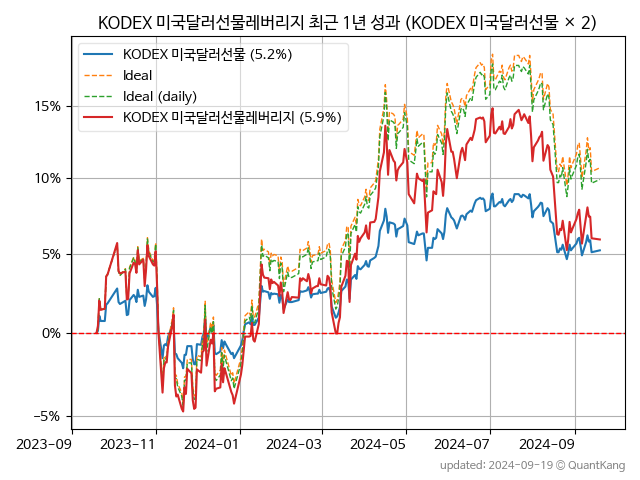 KODEX 미국달러선물레버리지 최근 1년 성과 (KODEX 미국달러선물 × 2)
KODEX 미국달러선물 (5.2%)
Ideal
Ideal (daily)
KODEX 미국달러선물레버리지 (5.9%)
15%
10%
5%
0%
−5%
2023-09
2023-11
2024-01
2024-03
2024-05
2024-07
2024-09
updated: 2024-09-19 © QuantKang